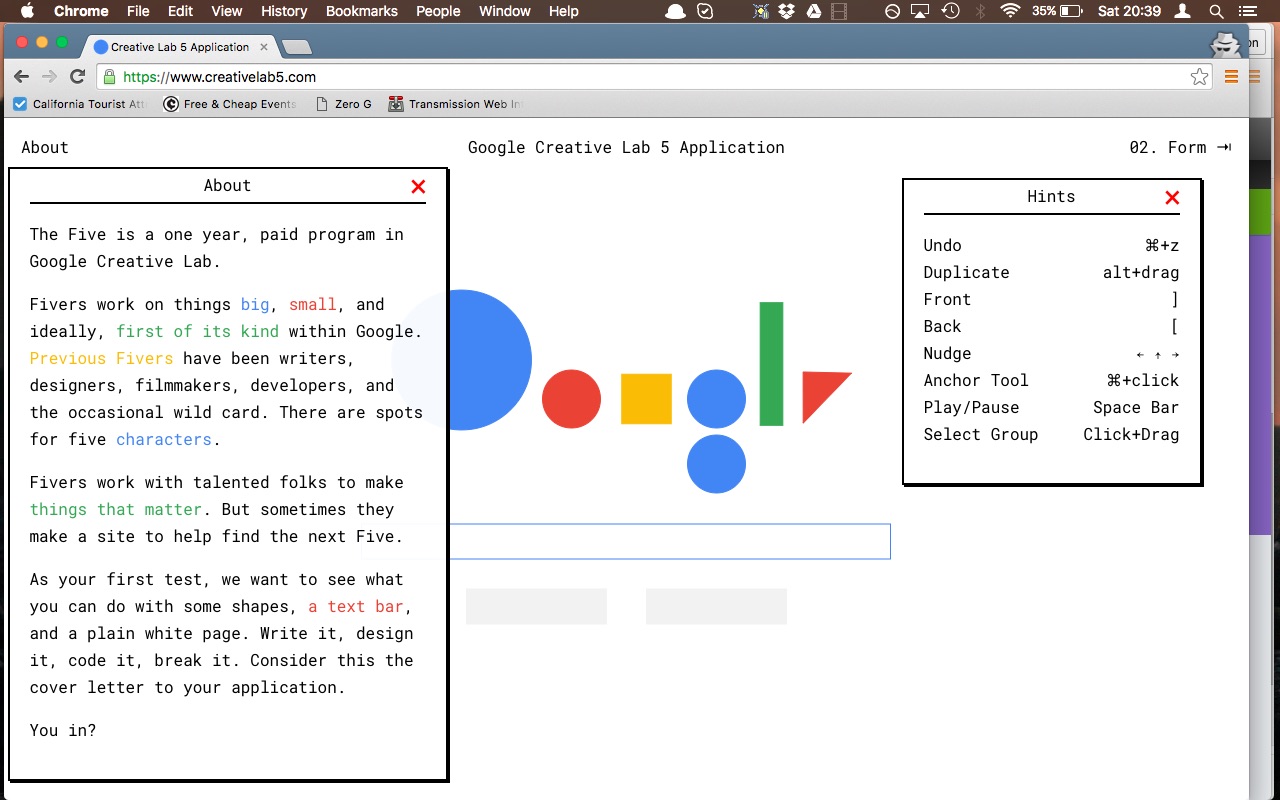 Chrome File Edit View History Bookmarks People Window Help 35% Sat 20:39
Creative Lab 5 Application
https://www.creativelab5.com
California Tourist Free & Cheap Events Zero G Transmission Web
About Google Creative Lab 5 Application 02. Form ⇥
About
The Five is a one year, paid program in
Google Creative Lab.
Fivers work on things big, small, and
ideally, first of its kind within Google.
Previous Fivers have been writers,
designers, filmmakers, developers, and
the occasional wild card. There are spots
for five characters.
Fivers work with talented folks to make
things that matter. But sometimes they
make a site to help find the next Five.
As your first test, we want to see what
you can do with some shapes, a text bar,
and a plain white page. Write it, design
it, code it, break it. Consider this the
cover letter to your application.
You in?
Hints
Undo ⌘+z
Duplicate alt+drag
Front ]
Back [
Nudge ← ↑ →
Anchor Tool ⌘+click
Play/Pause Space Bar
Select Group Click+Drag